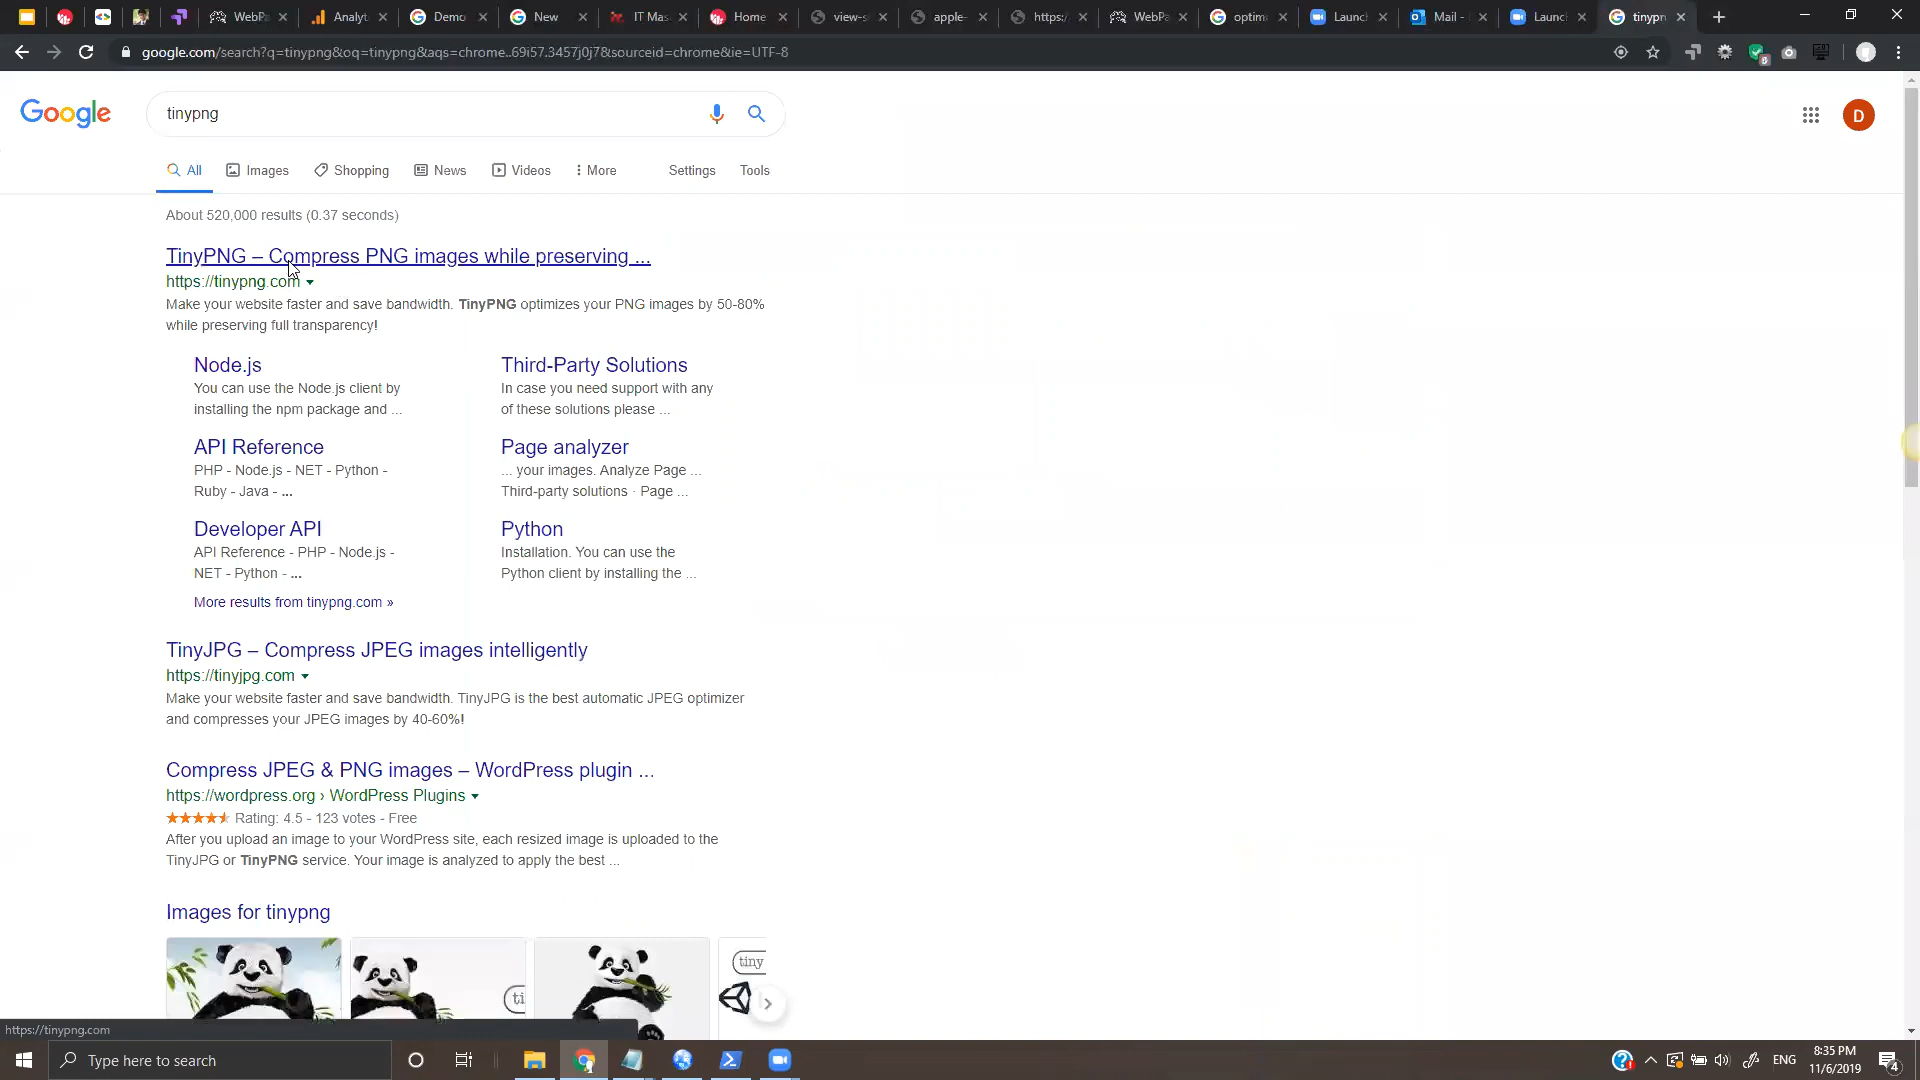 WebPa
Analyt
Demo
New
IT Mas
Home
view-s
apple-
https:/
WebPa
optimi
Launc
Mail -
Launc
tinypn
google.com/search?q=tinypng&oq=tinypng&aqs=chrome..69i57.3457j0j7&sourceid=chrome&ie=UTF-8
Google
tinypng
D
All
Images
Shopping
News
Videos
More
Settings
Tools
About 520,000 results (0.37 seconds)
TinyPNG – Compress PNG images while preserving ...
https://tinypng.com
Make your website faster and save bandwidth. TinyPNG optimizes your PNG images by 50-80%
while preserving full transparency!
Node.js
You can use the Node.js client by
installing the npm package and ...
Third-Party Solutions
In case you need support with any
of these solutions please ...
API Reference
PHP - Node.js - NET - Python -
Ruby - Java - ...
Page analyzer
... your images. Analyze Page ...
Third-party solutions · Page ...
Developer API
API Reference - PHP - Node.js -
NET - Python - ...
Python
Installation. You can use the
Python client by installing the ...
More results from tinypng.com »
TinyJPG – Compress JPEG images intelligently
https://tinyjpg.com
Make your website faster and save bandwidth. TinyJPG is the best automatic JPEG optimizer
and compresses your JPEG images by 40-60%!
Compress JPEG & PNG images – WordPress plugin ...
https://wordpress.org › WordPress Plugins
Rating: 4.5 - 123 votes - Free
After you upload an image to your WordPress site, each resized image is uploaded to the
TinyJPG or TinyPNG service. Your image is analyzed to apply the best ...
Images for tinypng
tiny
ti
https://tinypng.com
Type here to search
ENG
8:35 PM
11/6/2019
4